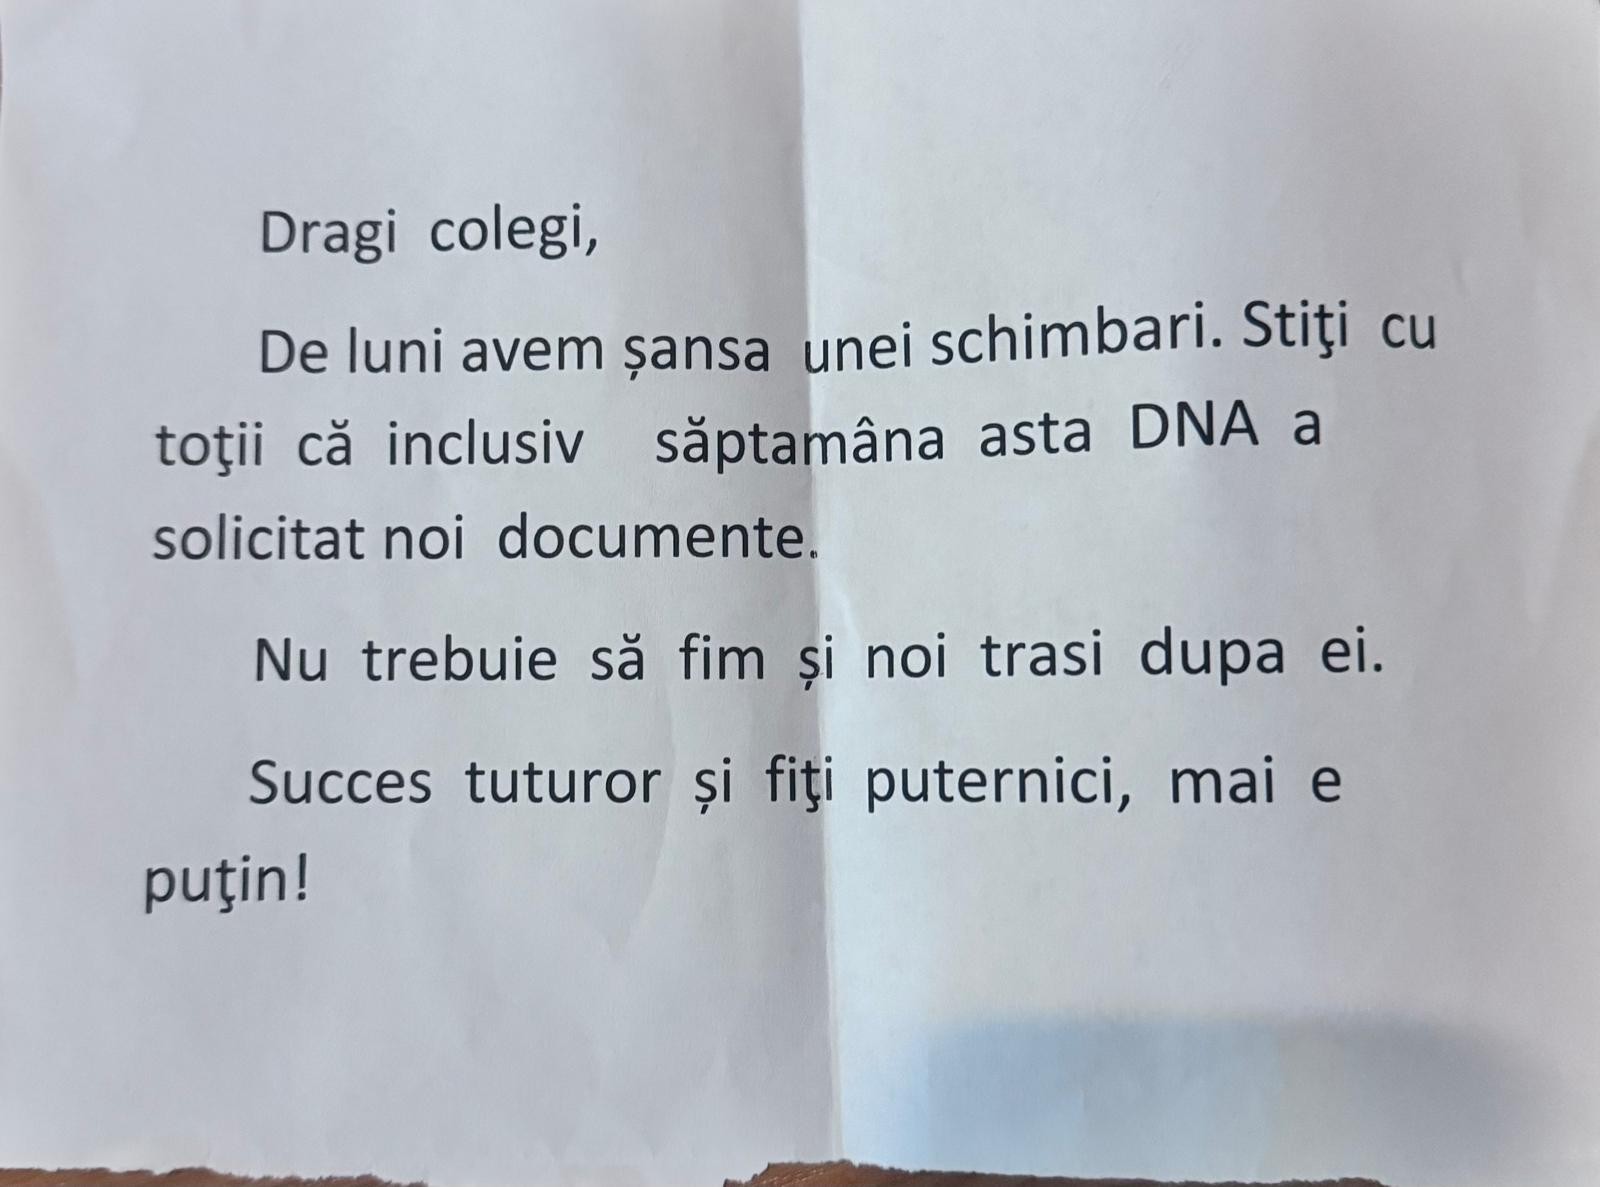 Dragi colegi,
De luni avem șansa unei schimbari. Stiţi cu
toţii că inclusiv săptamâna asta DNA a
solicitat noi documente.
Nu trebuie să fim și noi trasi dupa ei.
Succes tuturor și fiţi puternici, mai e
puţin!